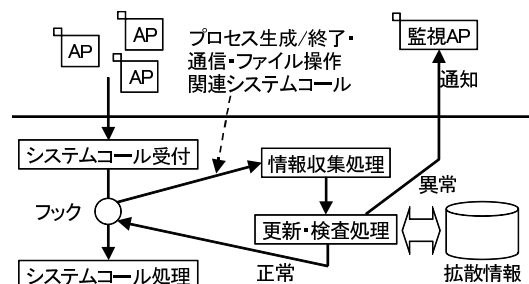 AP
AP
AP
プロセス生成/終了・
通信・ファイル操作
関連システムコール
監視AP
通知
システムコール受付
情報収集処理
異常
フック
更新・検査処理
正常
拡散情報
システムコール処理